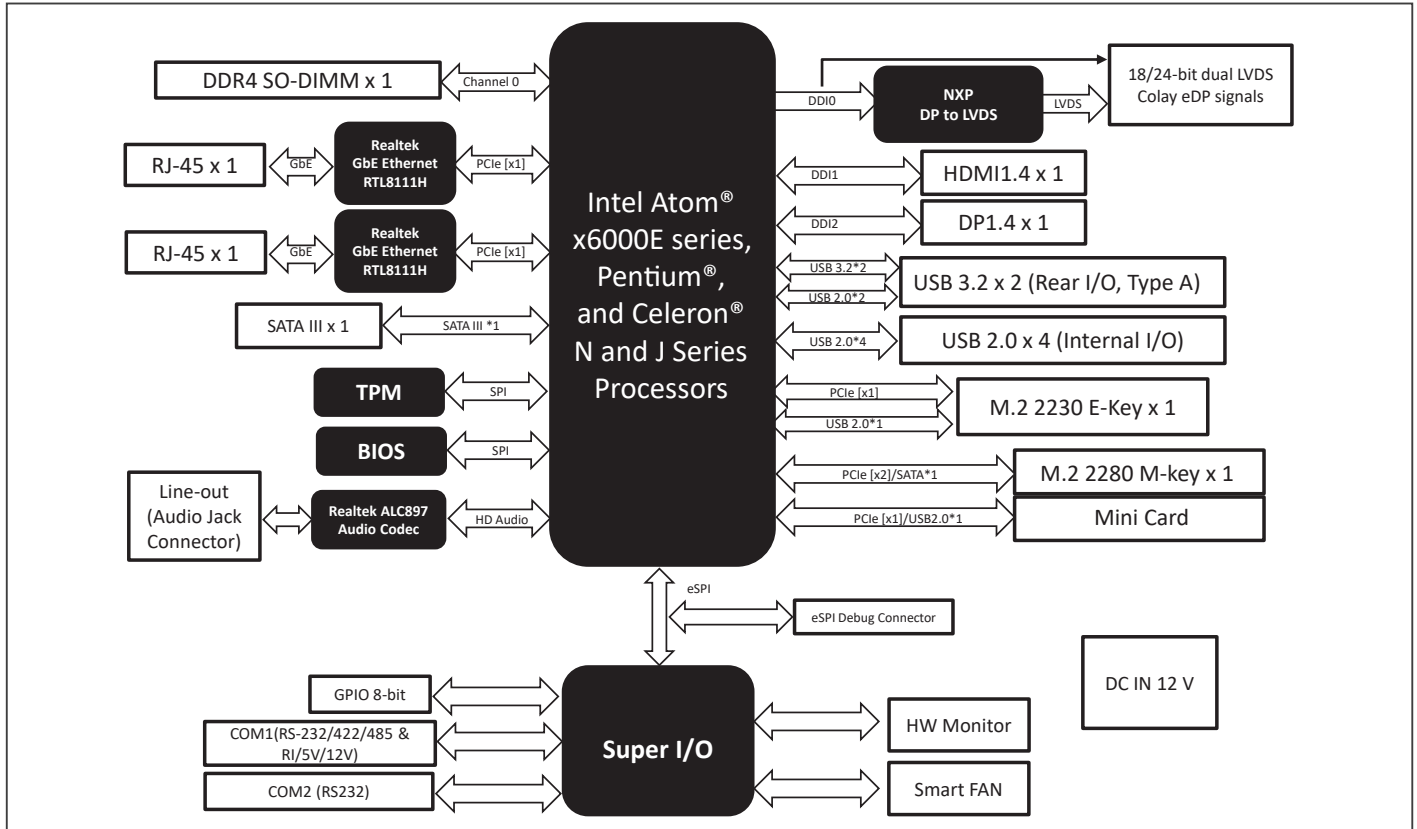 DDR4 SO-DIMM x 1
Channel 0
RJ-45 x 1
GbE
Realtek
GbE Ethernet
RTL8111H
PCIe [x1]
RJ-45 x 1
GbE
Realtek
GbE Ethernet
RTL8111H
PCIe [x1]
SATA III x 1
SATA III *1
TPM
SPI
BIOS
SPI
Line-out
(Audio Jack
Connector)
Realtek ALC897
Audio Codec
HD Audio
Intel Atom®
x6000E series,
Pentium®,
and Celeron®
N and J Series
Processors
DDI0
NXP
DP to LVDS
LVDS
18/24-bit dual LVDS
Colay eDP signals
DDI1
HDMI1.4 x 1
DDI2
DP1.4 x 1
USB 3.2*2
USB 2.0*2
USB 3.2 x 2 (Rear I/O, Type A)
USB 2.0*4
USB 2.0 x 4 (Internal I/O)
PCIe [x1]
USB 2.0*1
M.2 2230 E-Key x 1
PCIe [x2]/SATA*1
M.2 2280 M-key x 1
PCIe [x1]/USB2.0*1
Mini Card
eSPI
eSPI Debug Connector
GPIO 8-bit
COM1(RS-232/422/485 &
RI/5V/12V)
COM2 (RS232)
Super I/O
HW Monitor
Smart FAN
DC IN 12 V